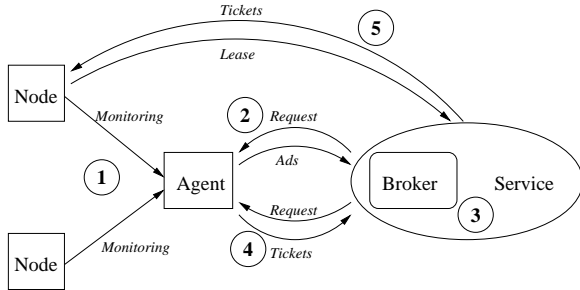 Tickets
5
Lease
Node
Monitoring
2
Request
Ads
1
Agent
Broker
Service
Request
3
4
Tickets
Monitoring
Node